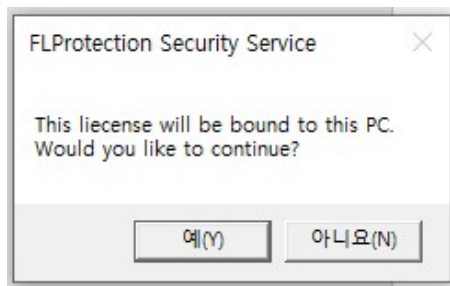 FLProtection Security Service
This liecense will be bound to this PC.
Would you like to continue?
예(Y)
아니요(N)